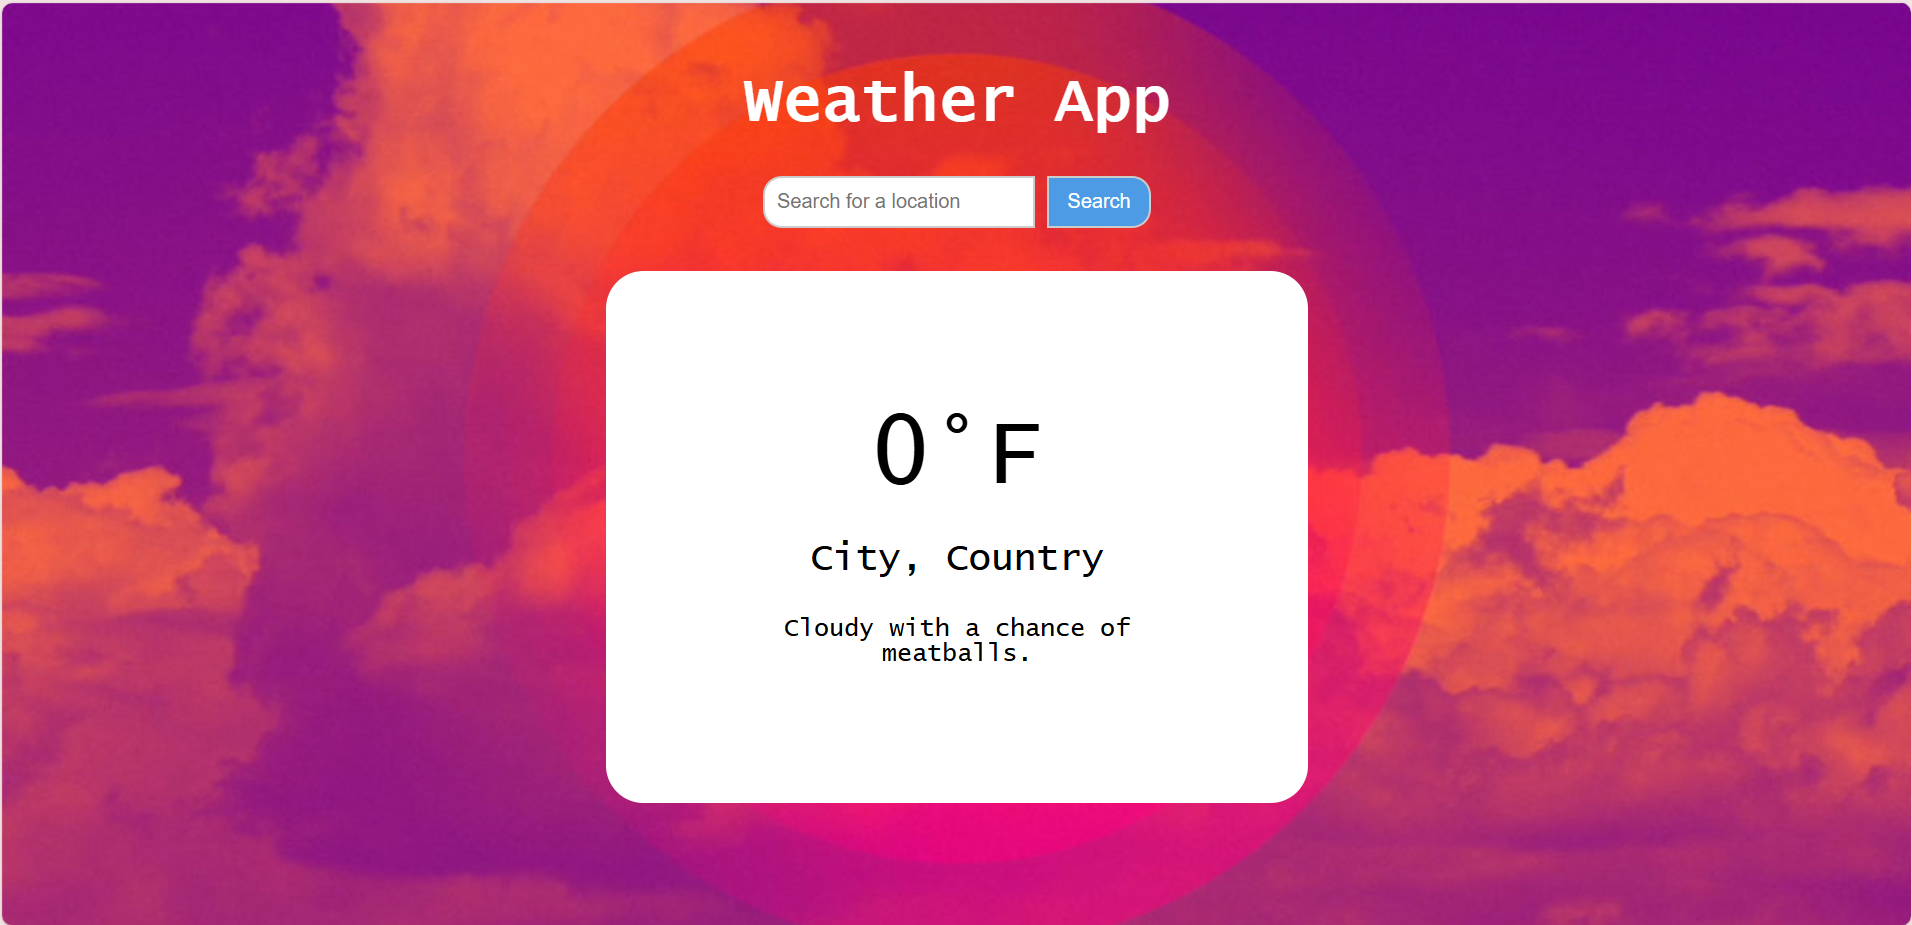 Weather App
Search for a location
Search
0°F
City, Country
Cloudy with a chance of
meatballs.